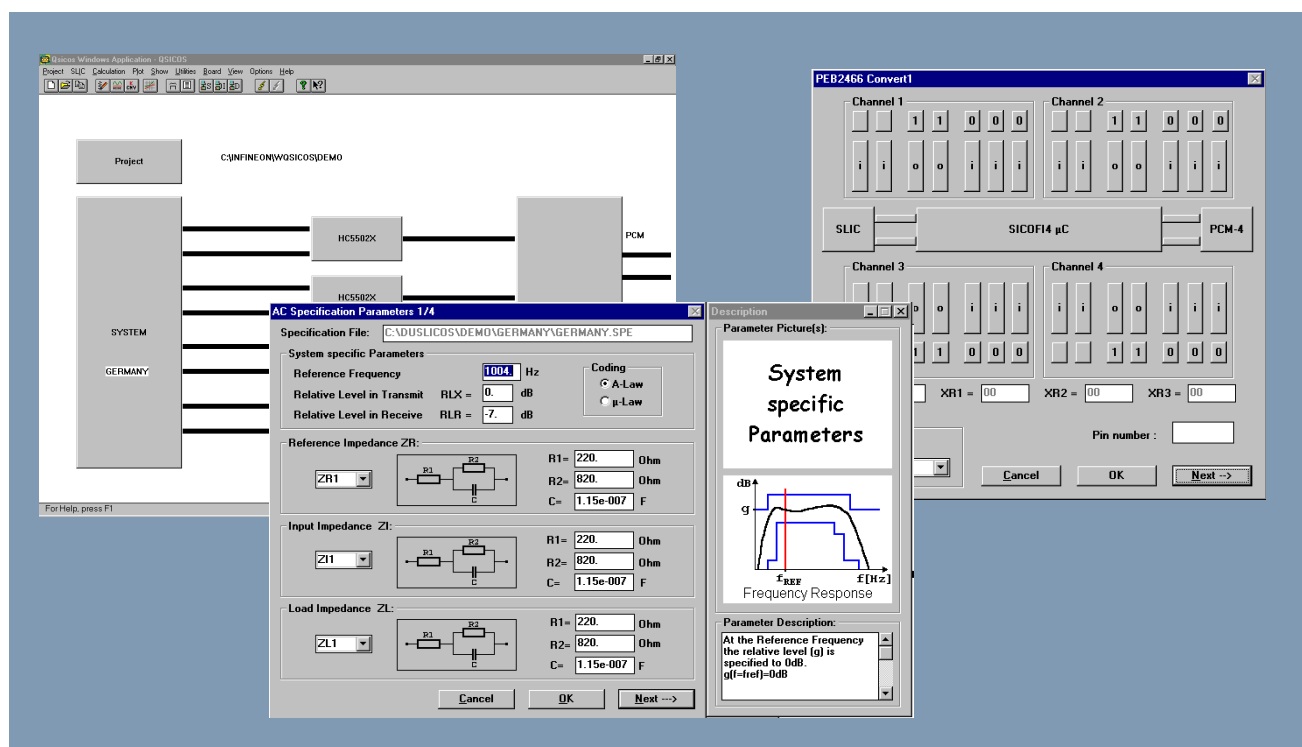 Qsicos Windows Application - QSICOS
Project SLIC Calculation Plot Show Utilities Board View Options Help
Project
C:\INFINEON\WQSICOS\DEMO
HC5502X
PCM
HC5502X
SYSTEM
GERMANY
For Help, press F1
PEB2466 Convert1
Channel 1
Channel 2
1 1 0 0 0
1 1 0 0 0
i i o o i i i
i i o o i i i
SLIC
SICOFI4 µC
PCM-4
Channel 3
Channel 4
o i i i
i i o o i i i
1 1 0 0 0
1 1 0 0 0
XR1 = 00
XR2 = 00
XR3 = 00
Pin number :
Cancel
OK
Next -->
AC Specification Parameters 1/4
Specification File: C:\DUSLICOS\DEMO\GERMANY\GERMANY.SPE
System specific Parameters
Reference Frequency 1004. Hz
Relative Level in Transmit RLX = 0. dB
Relative Level in Receive RLR = -7. dB
Coding
A-Law
µ-Law
Reference Impedance ZR:
ZR1
R1
R2
C
R1= 220. Ohm
R2= 820. Ohm
C= 1.15e-007 F
Input Impedance ZI:
ZI1
R1
R2
C
R1= 220. Ohm
R2= 820. Ohm
C= 1.15e-007 F
Load Impedance ZL:
ZL1
R1
R2
C
R1= 220. Ohm
R2= 820. Ohm
C= 1.15e-007 F
Cancel
OK
Next --->
Description
Parameter Picture(s):
System
specific
Parameters
dB
g
fREF
f[Hz]
Frequency Response
Parameter Description:
At the Reference Frequency
the relative level (g) is
specified to 0dB.
g(f=fref)=0dB